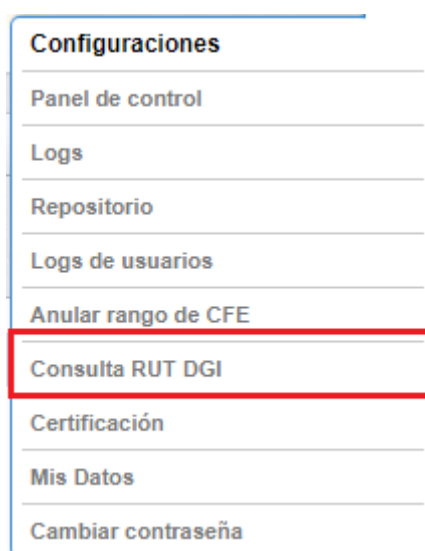 Configuraciones
Panel de control
Logs
Repositorio
Logs de usuarios
Anular rango de CFE
Consulta RUT DGI
Certificación
Mis Datos
Cambiar contraseña